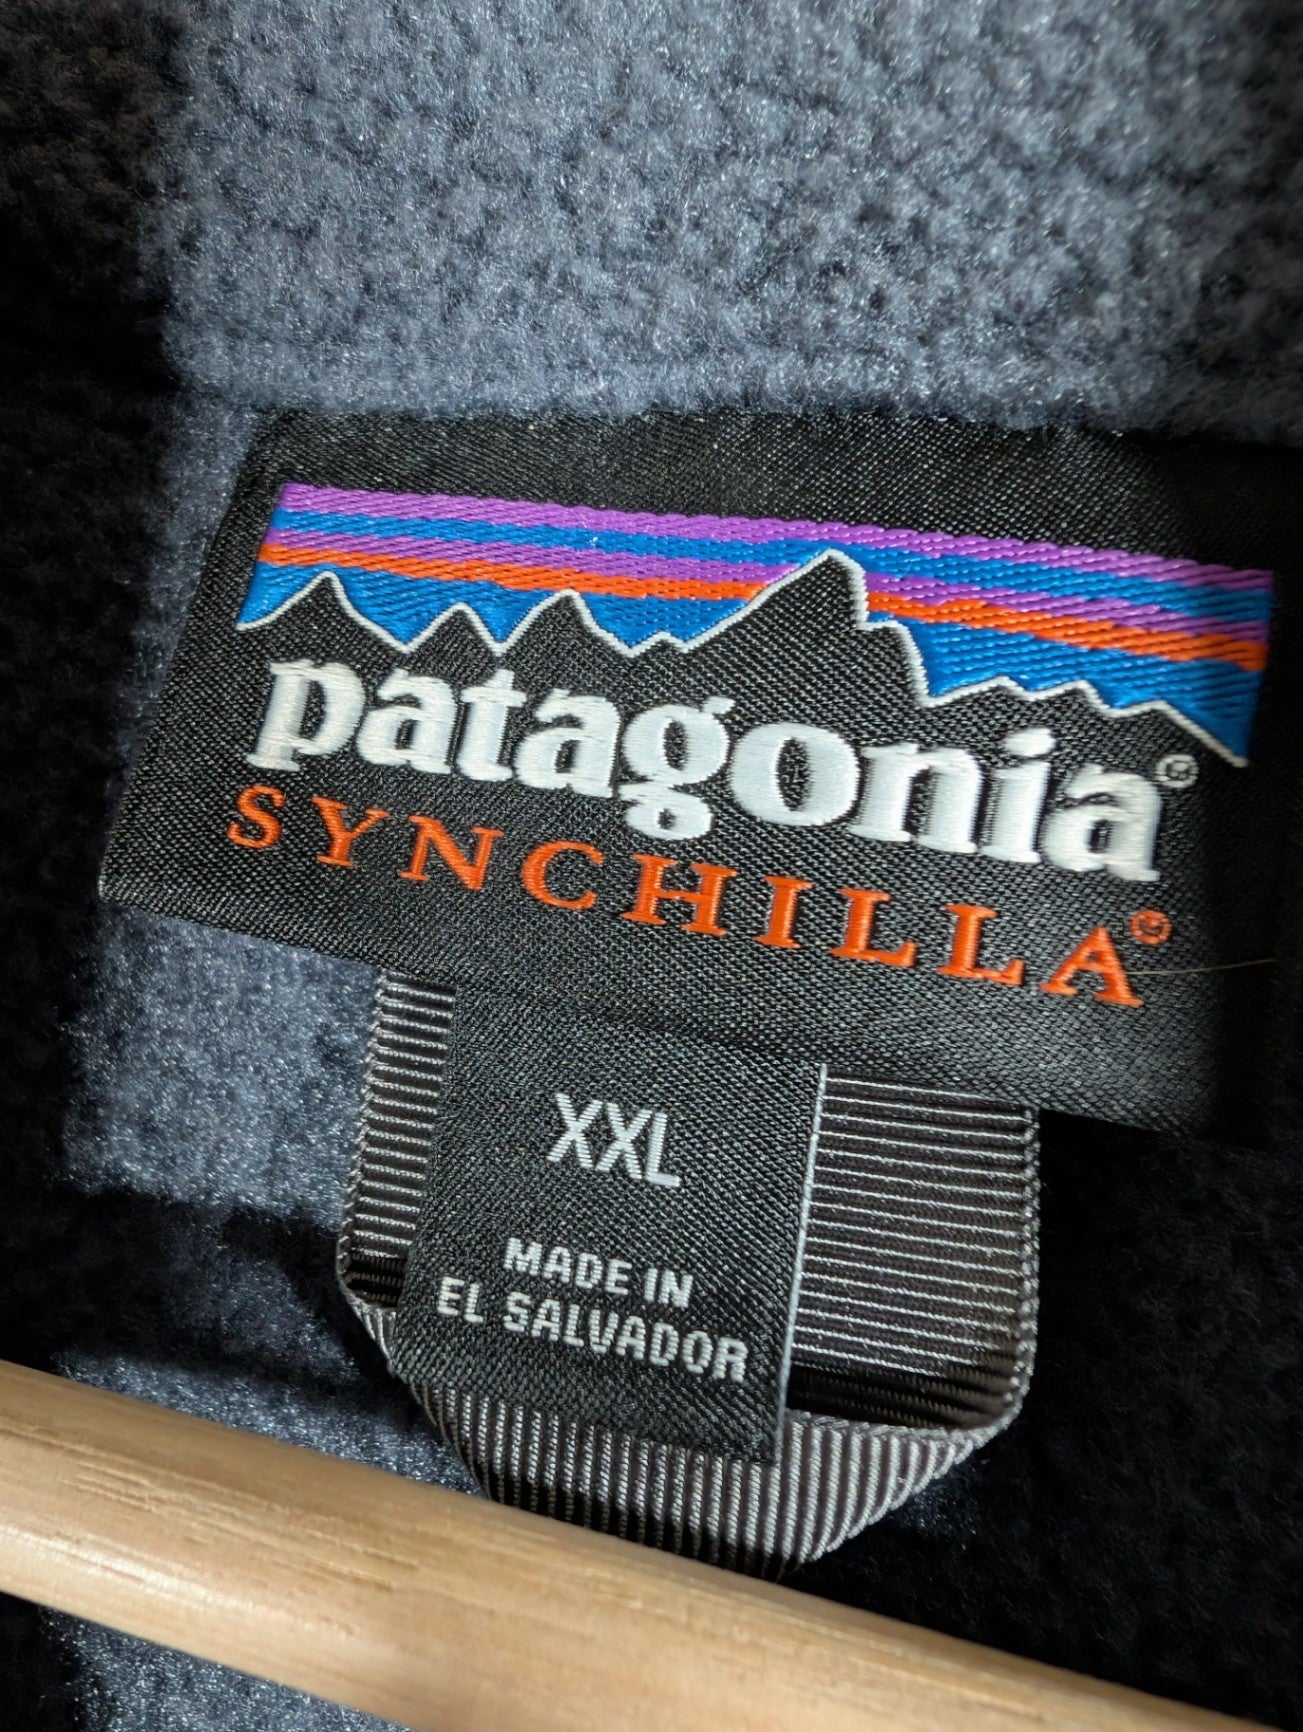 patagonia®
SYNCHILLA®
XXL
MADE IN
EL SALVADOR